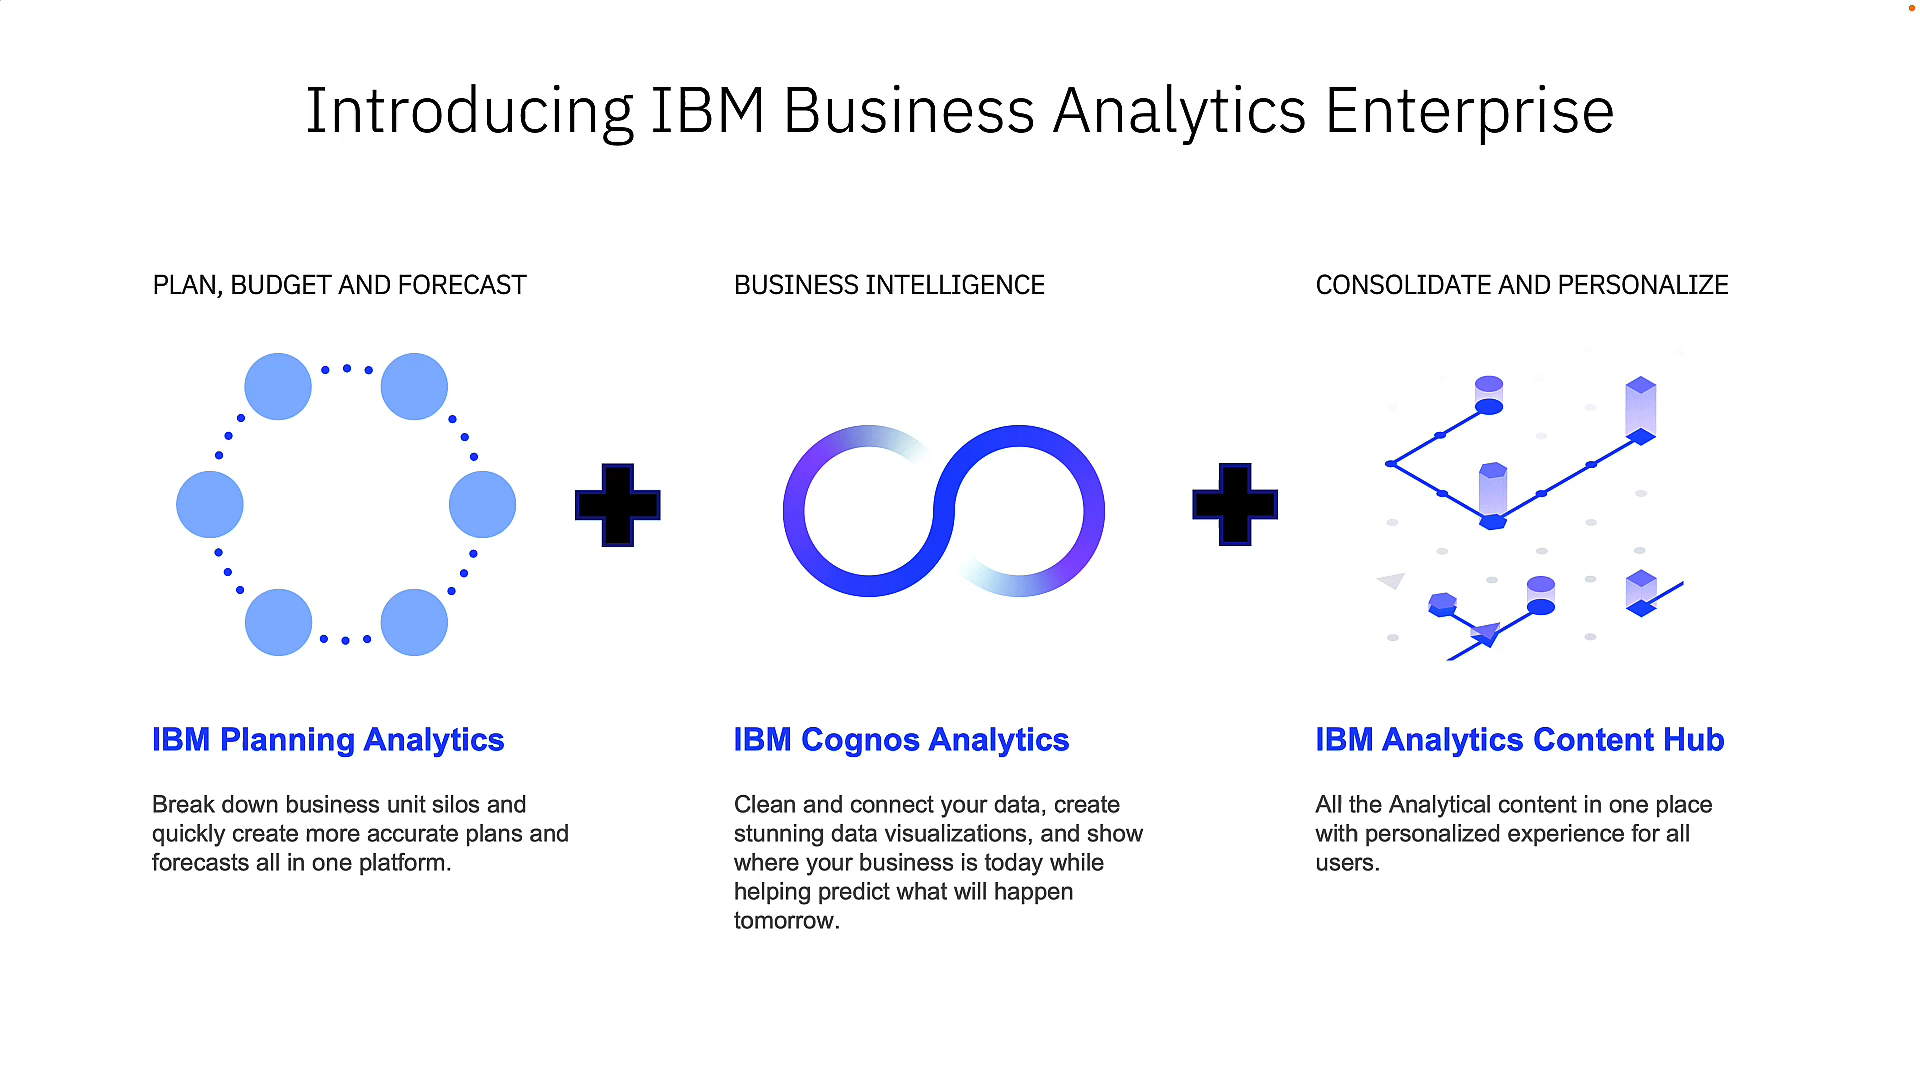 Introducing IBM Business Analytics Enterprise
PLAN, BUDGET AND FORECAST
BUSINESS INTELLIGENCE
CONSOLIDATE AND PERSONALIZE
IBM Planning Analytics
Break down business unit silos and
quickly create more accurate plans and
forecasts all in one platform.
IBM Cognos Analytics
Clean and connect your data, create
stunning data visualizations, and show
where your business is today while
helping predict what will happen
tomorrow.
IBM Analytics Content Hub
All the Analytical content in one place
with personalized experience for all
users.